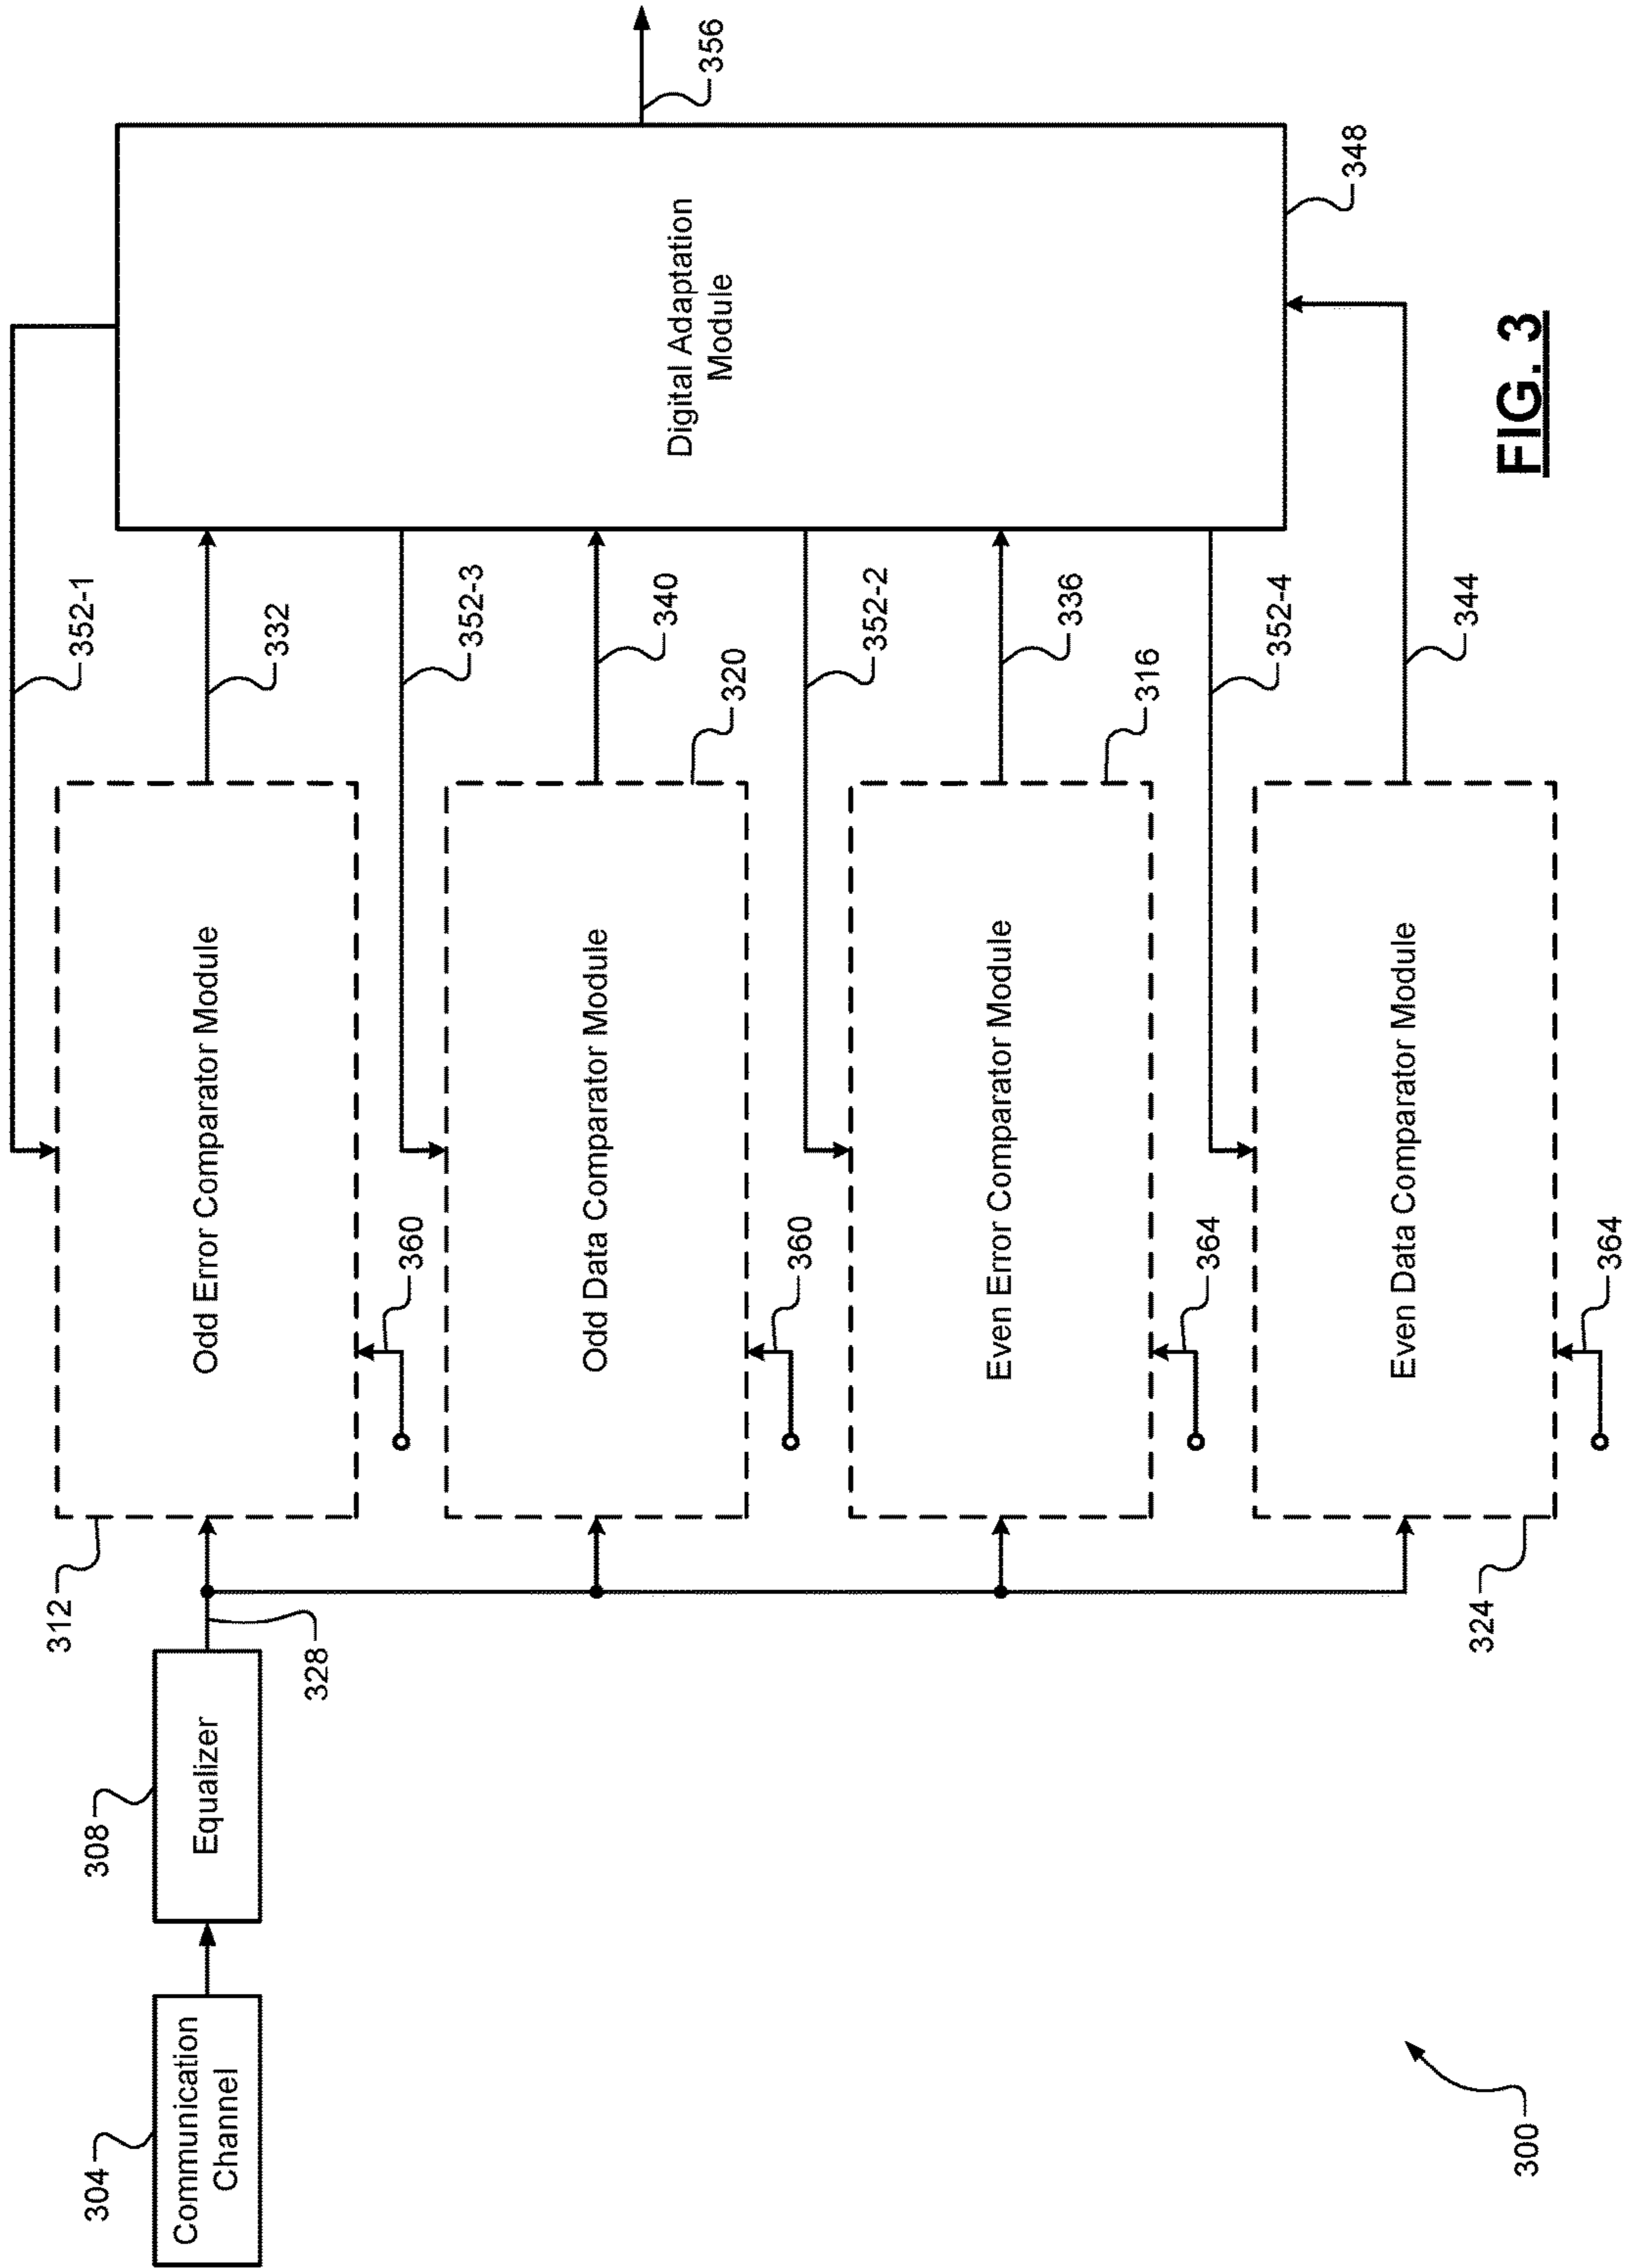 304
Communication
Channel
308
Equalizer
328
312
Odd Error Comparator Module
360
332
352-1
Odd Data Comparator Module
320
360
340
352-3
Even Error Comparator Module
316
364
336
352-2
Even Data Comparator Module
324
364
344
352-4
Digital Adaptation
Module
348
356
300
FIG. 3